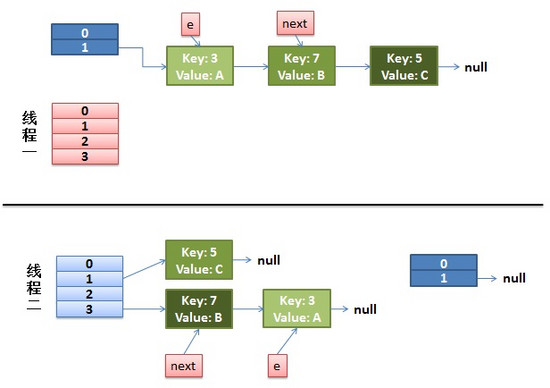 e
next
0
1
Key: 3
Value: A
Key: 7
Value: B
Key: 5
Value: C
null
线程一
0
1
2
3
线程二
0
1
2
3
Key: 5
Value: C
null
Key: 7
Value: B
Key: 3
Value: A
null
next
e
0
1
null